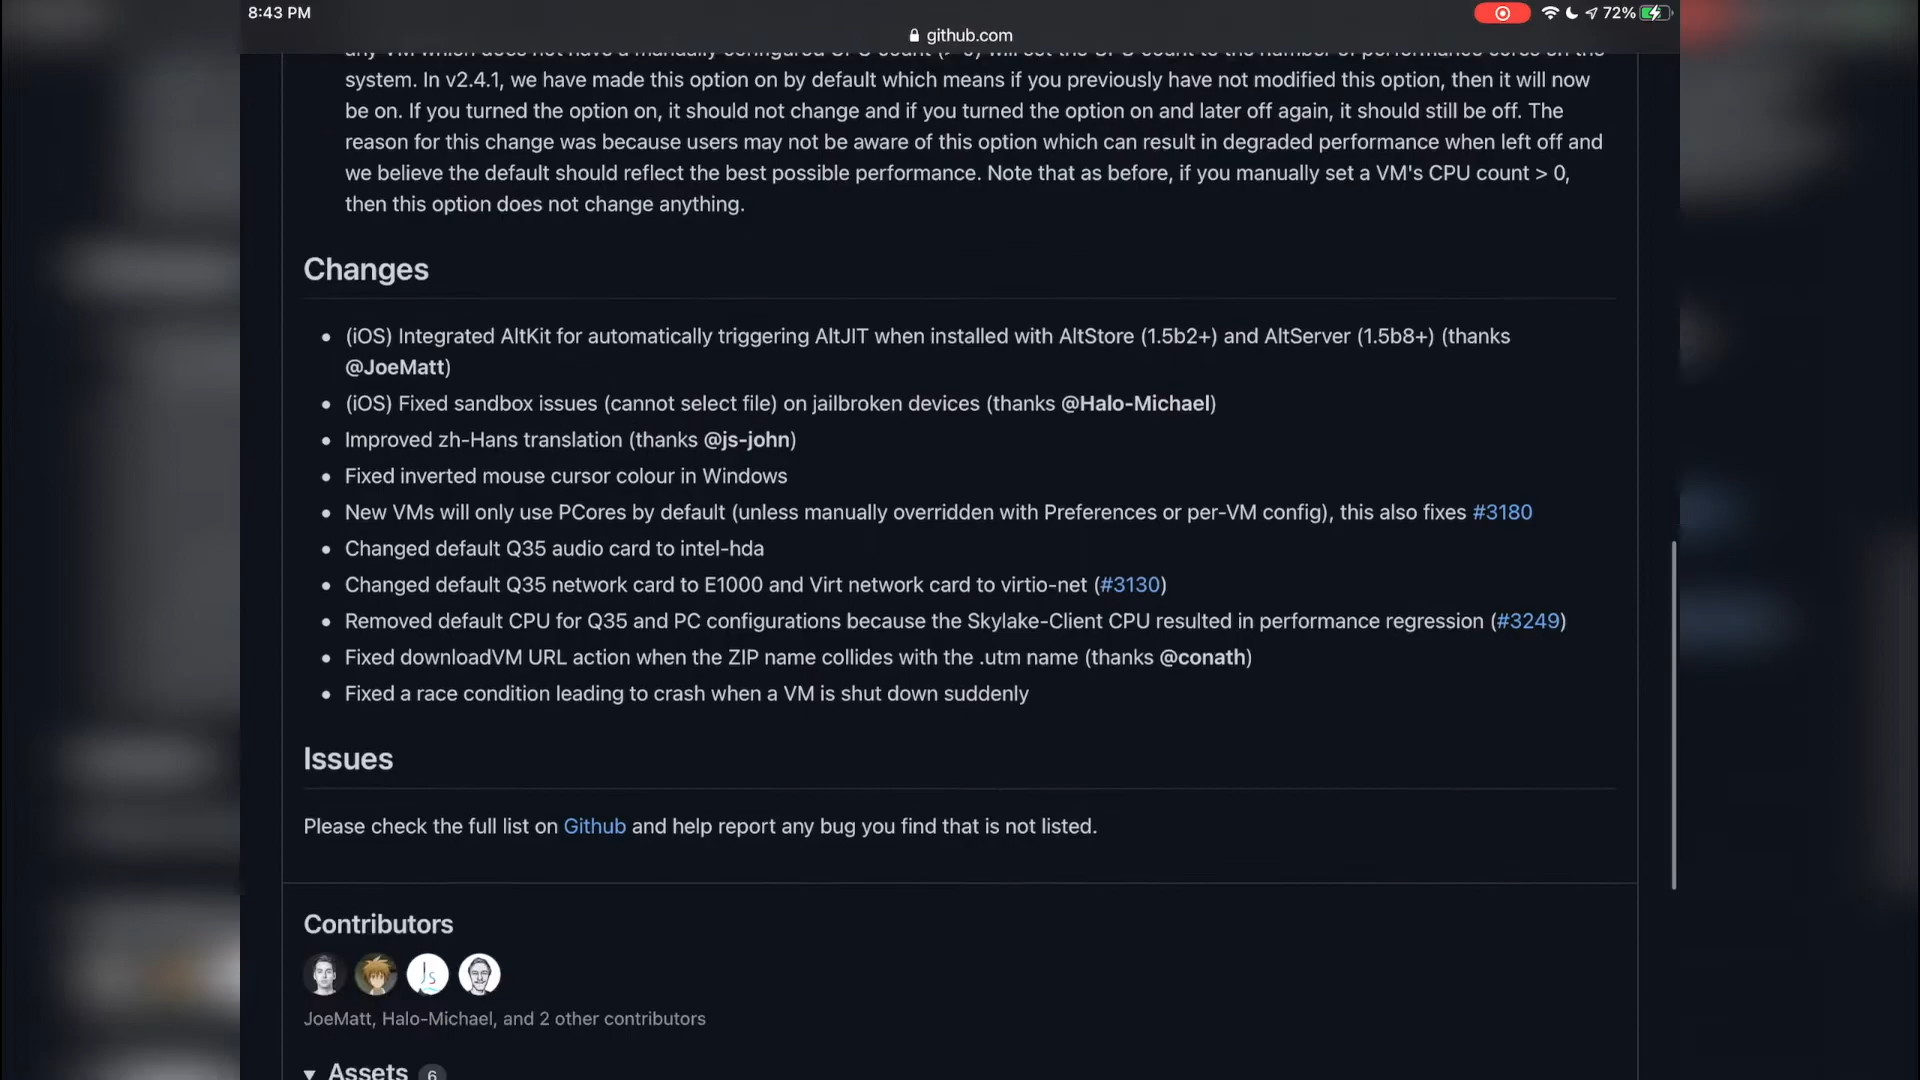 8:43 PM
72%
github.com
any VM which does not have a manually configured CPU count (> 0) will set the CPU count to the number of performance cores on the
system. In v2.4.1, we have made this option on by default which means if you previously have not modified this option, then it will now
be on. If you turned the option on, it should not change and if you turned the option on and later off again, it should still be off. The
reason for this change was because users may not be aware of this option which can result in degraded performance when left off and
we believe the default should reflect the best possible performance. Note that as before, if you manually set a VM's CPU count > 0,
then this option does not change anything.
Changes
• (iOS) Integrated AltKit for automatically triggering AltJIT when installed with AltStore (1.5b2+) and AltServer (1.5b8+) (thanks
@JoeMatt)
• (iOS) Fixed sandbox issues (cannot select file) on jailbroken devices (thanks @Halo-Michael)
• Improved zh-Hans translation (thanks @js-john)
• Fixed inverted mouse cursor colour in Windows
• New VMs will only use PCores by default (unless manually overridden with Preferences or per-VM config), this also fixes #3180
• Changed default Q35 audio card to intel-hda
• Changed default Q35 network card to E1000 and Virt network card to virtio-net (#3130)
• Removed default CPU for Q35 and PC configurations because the Skylake-Client CPU resulted in performance regression (#3249)
• Fixed downloadVM URL action when the ZIP name collides with the .utm name (thanks @conath)
• Fixed a race condition leading to crash when a VM is shut down suddenly
Issues
Please check the full list on Github and help report any bug you find that is not listed.
Contributors
Js
JoeMatt, Halo-Michael, and 2 other contributors
▼ Assets 6